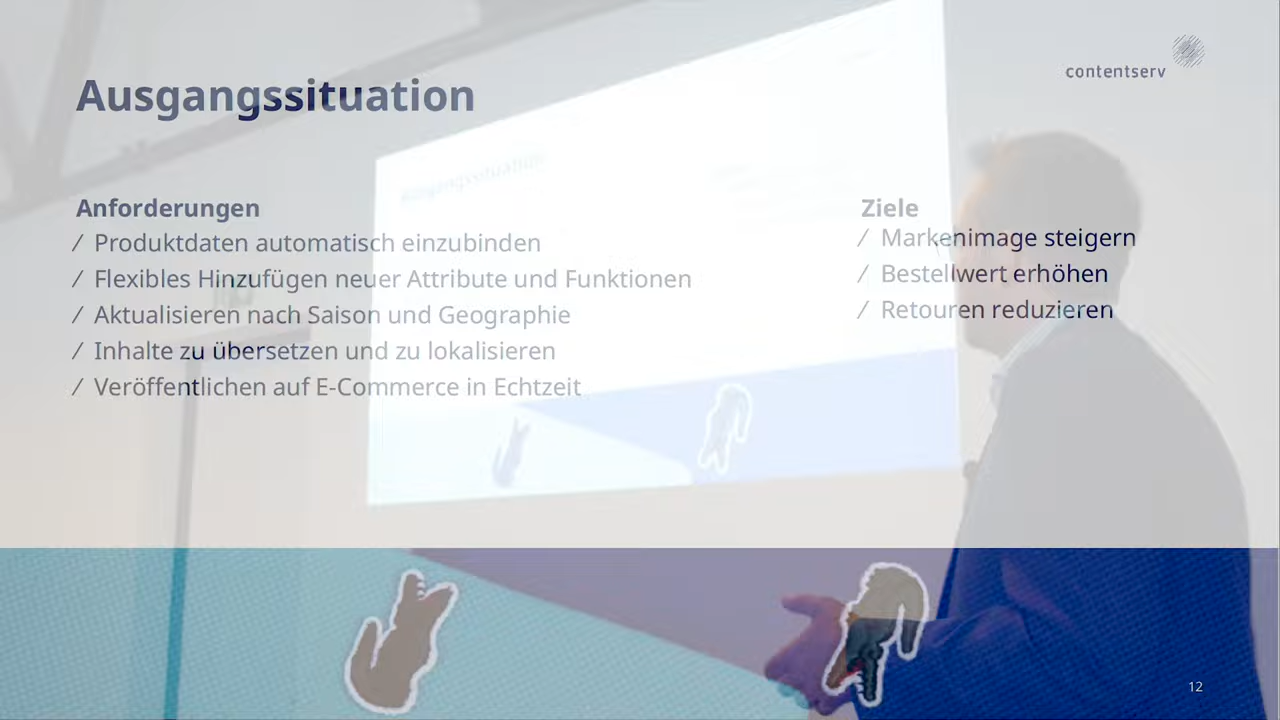 contentserv
Ausgangssituation
Anforderungen
/ Produktdaten automatisch einzubinden
/ Flexibles Hinzufügen neuer Attribute und Funktionen
/ Aktualisieren nach Saison und Geographie
/ Inhalte zu übersetzen und zu lokalisieren
/ Veröffentlichen auf E-Commerce in Echtzeit
Ziele
/ Markenimage steigern
/ Bestellwert erhöhen
/ Retouren reduzieren
Ausgangssituation
12